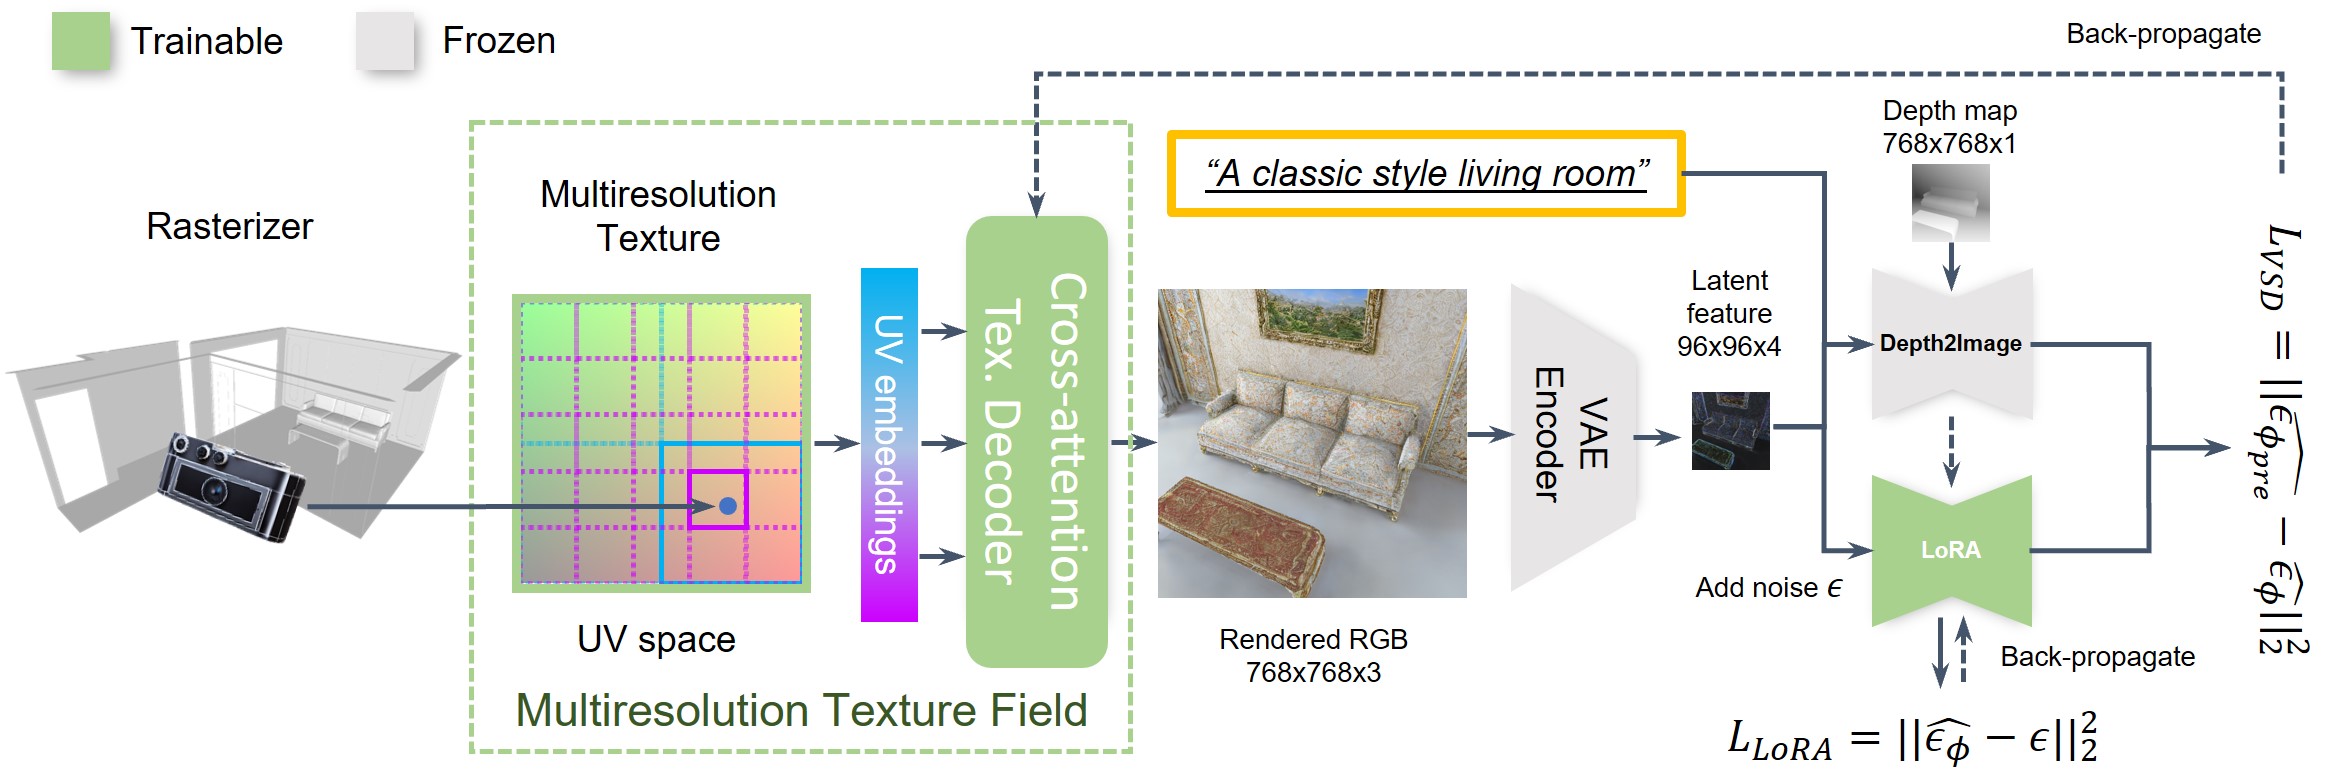 Trainable
Frozen
Back-propagate
Rasterizer
Multiresolution
Texture
UV space
UV embeddings
Cross-attention
Tex. Decoder
Multiresolution Texture Field
“A classic style living room”
Rendered RGB
768x768x3
VAE
Encoder
Latent
feature
96x96x4
Depth map
768x768x1
Depth2Image
LoRA
Add noise ϵ
Back-propagate
$L_{LoRA} = ||\widehat{\epsilon_\phi} - \epsilon||_2^2$
$L_{VSD} = ||\widehat{\epsilon_{\phi_{pre}}} - \widehat{\epsilon_\phi}||_2^2$